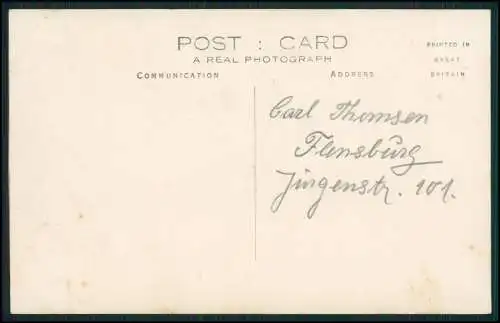 POST : CARD
A REAL PHOTOGRAPH
PRINTED IN
GREAT
BRITAIN
COMMUNICATION
ADDRESS
Carl Thomsen
Flensburg
Jürgenstr. 101.